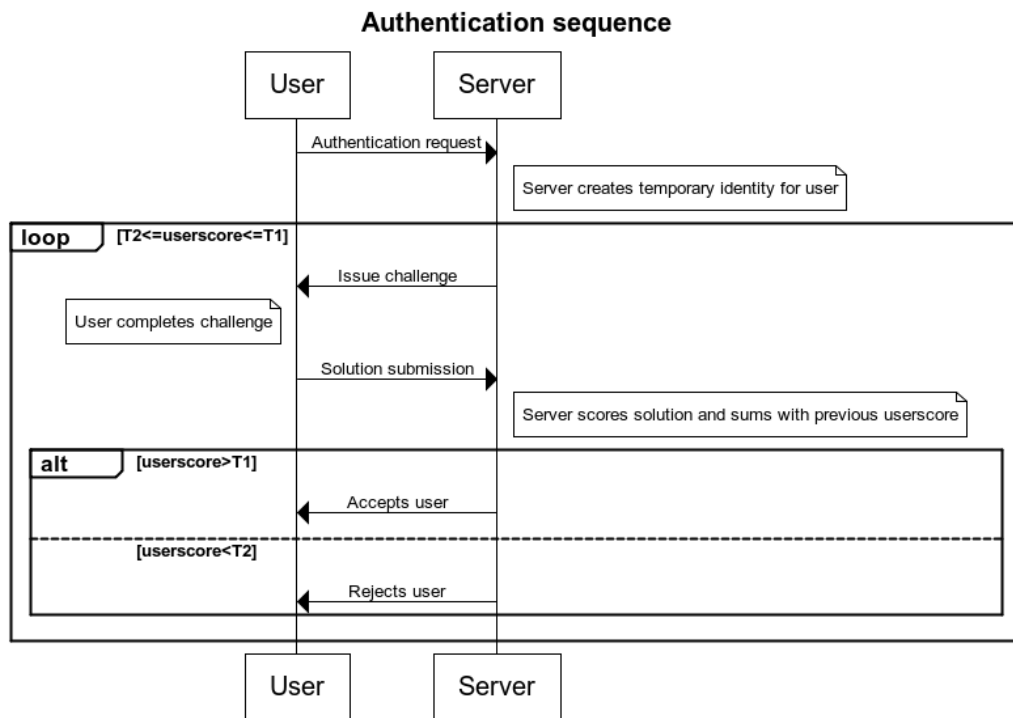 Authentication sequence
User
Server
Authentication request
Server creates temporary identity for user
loop
[T2<=userscore<=T1]
Issue challenge
User completes challenge
Solution submission
Server scores solution and sums with previous userscore
alt
[userscore>T1]
Accepts user
[userscore<T2]
Rejects user
User
Server